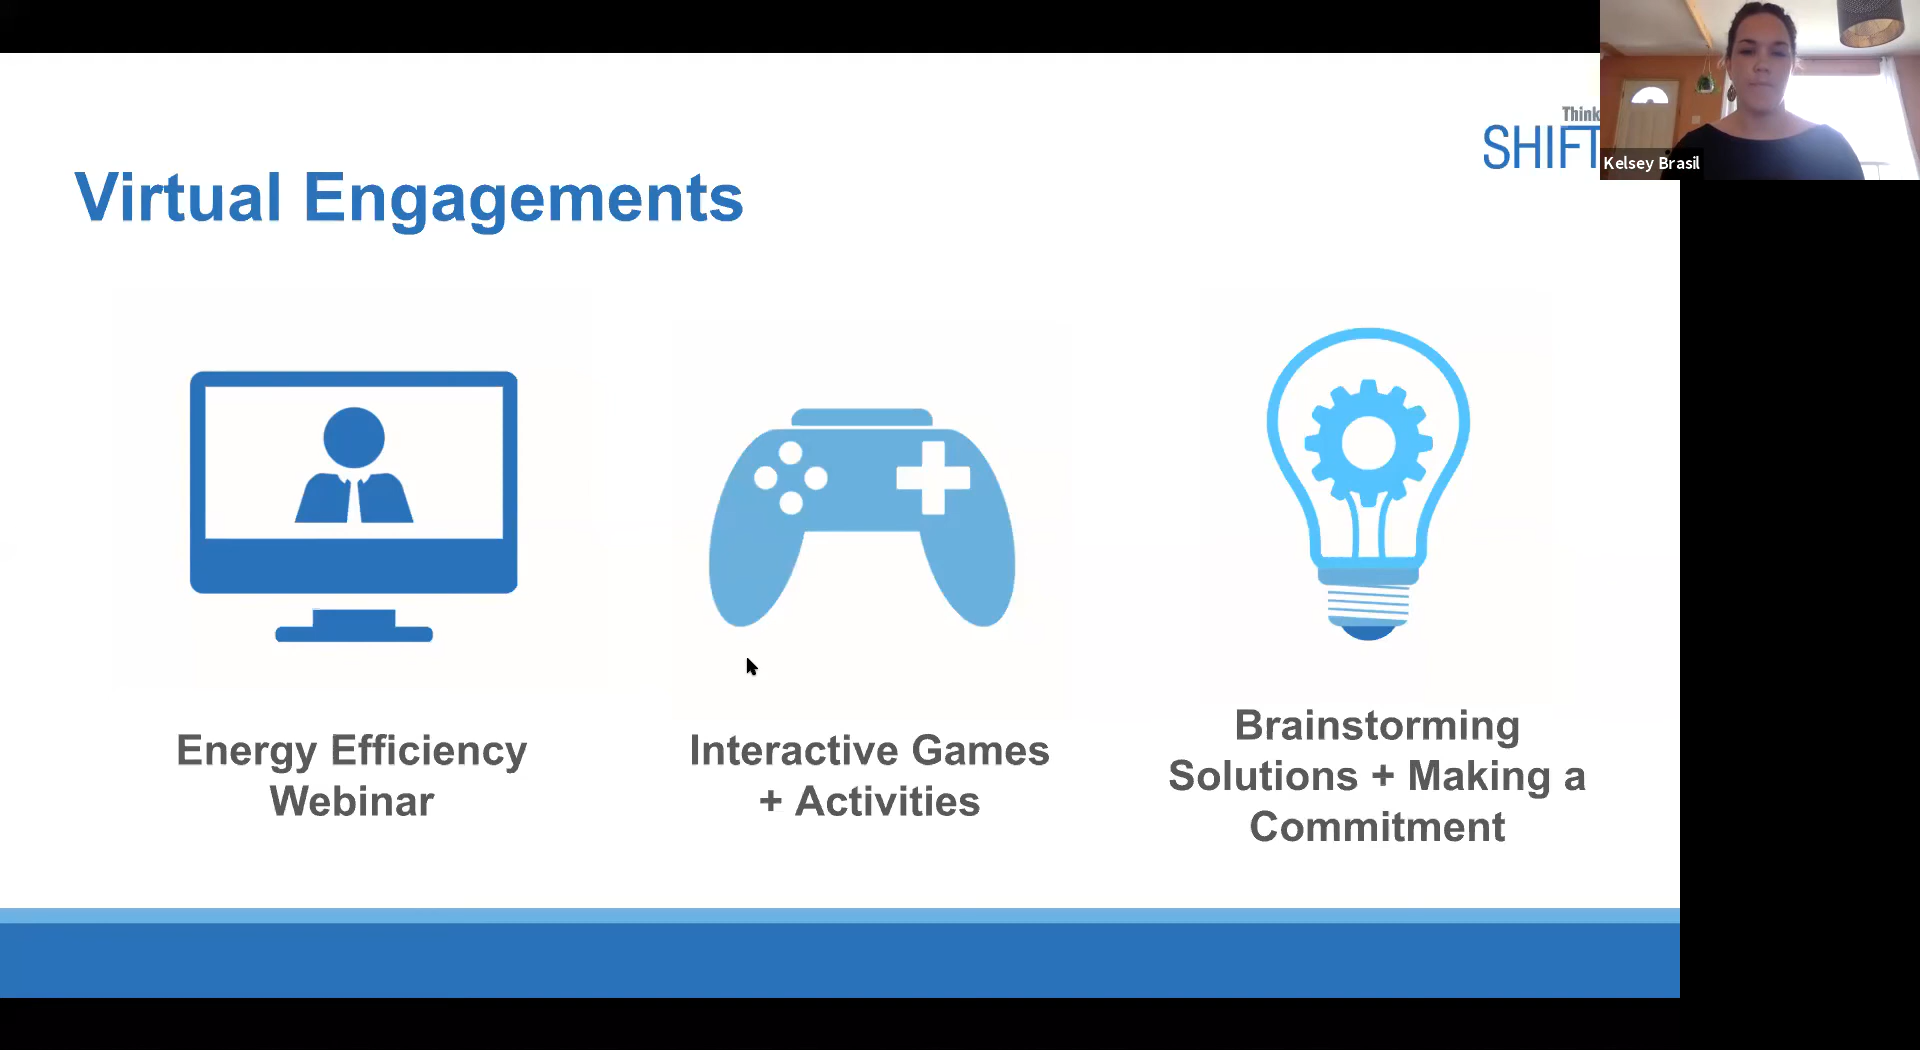 Think
SHIFT
Kelsey Brasil
Virtual Engagements
Energy Efficiency
Webinar
Interactive Games
+ Activities
Brainstorming
Solutions + Making a
Commitment